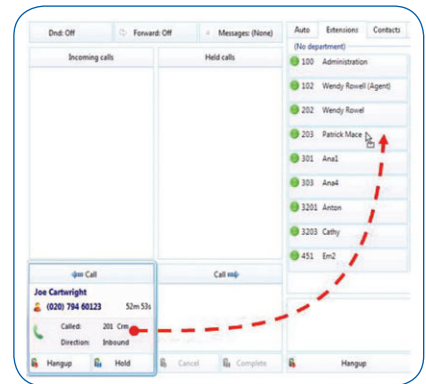 Dnd: Off
Forward: Off
Messages: (None)
Auto
Extensions
Contacts
Incoming calls
Held calls
(No department)
100 Administration
102 Wendy Rowell (Agent)
202 Wendy Rowel
203 Patrick Mace
301 Ana1
303 Ana4
3201 Anton
3203 Cathy
451 Em2
Call
Call
Joe Cartwright
(020) 794 60123
52m 53s
Called: 201 Crm
Direction: Inbound
Hangup
Hold
Cancel
Complete
Hangup